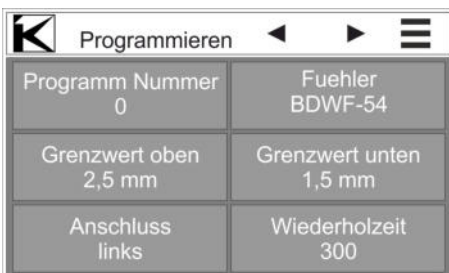 Programmieren
Programm Nummer
0
Fuehler
BDWF-54
Grenzwert oben
2,5 mm
Grenzwert unten
1,5 mm
Anschluss
links
Wiederholzeit
300